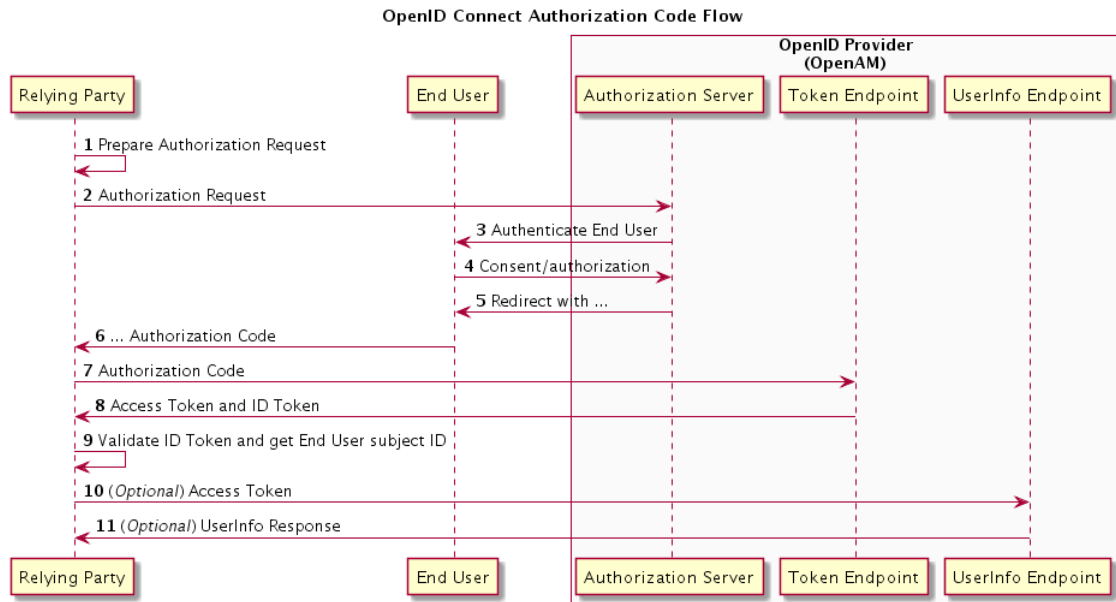 OpenID Connect Authorization Code Flow
OpenID Provider
(OpenAM)
Relying Party
End User
Authorization Server
Token Endpoint
UserInfo Endpoint
1 Prepare Authorization Request
2 Authorization Request
3 Authenticate End User
4 Consent/authorization
5 Redirect with ...
6 ... Authorization Code
7 Authorization Code
8 Access Token and ID Token
9 Validate ID Token and get End User subject ID
10 (Optional) Access Token
11 (Optional) UserInfo Response
Relying Party
End User
Authorization Server
Token Endpoint
UserInfo Endpoint